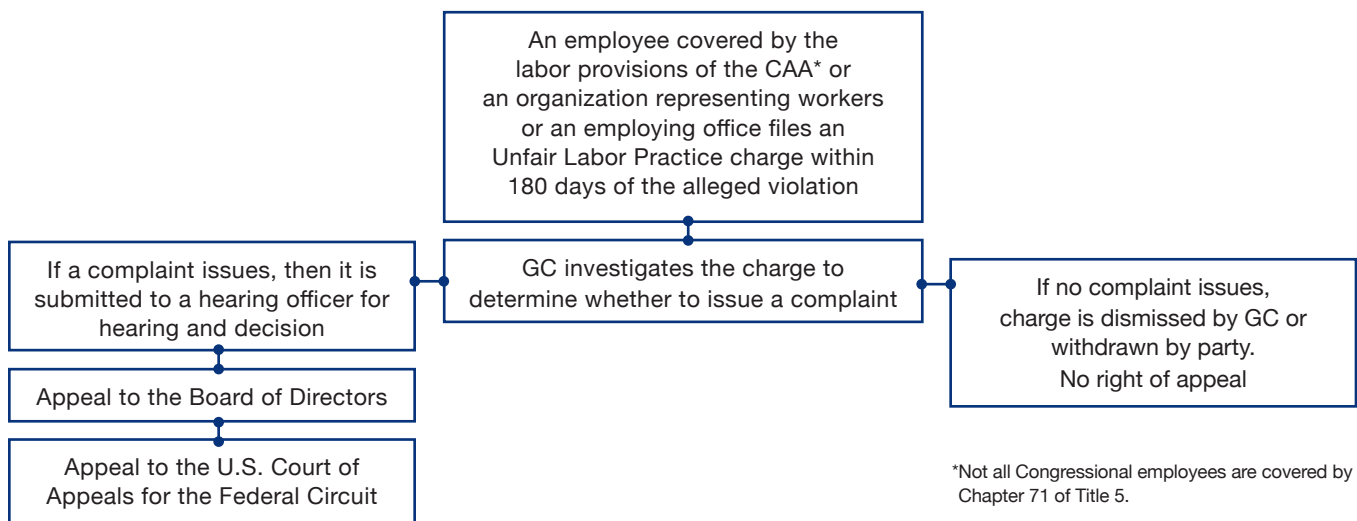 An employee covered by the
labor provisions of the CAA* or
an organization representing workers
or an employing office files an
Unfair Labor Practice charge within
180 days of the alleged violation
GC investigates the charge to
determine whether to issue a complaint
If a complaint issues, then it is
submitted to a hearing officer for
hearing and decision
Appeal to the Board of Directors
Appeal to the U.S. Court of
Appeals for the Federal Circuit
If no complaint issues,
charge is dismissed by GC or
withdrawn by party.
No right of appeal
*Not all Congressional employees are covered by
Chapter 71 of Title 5.